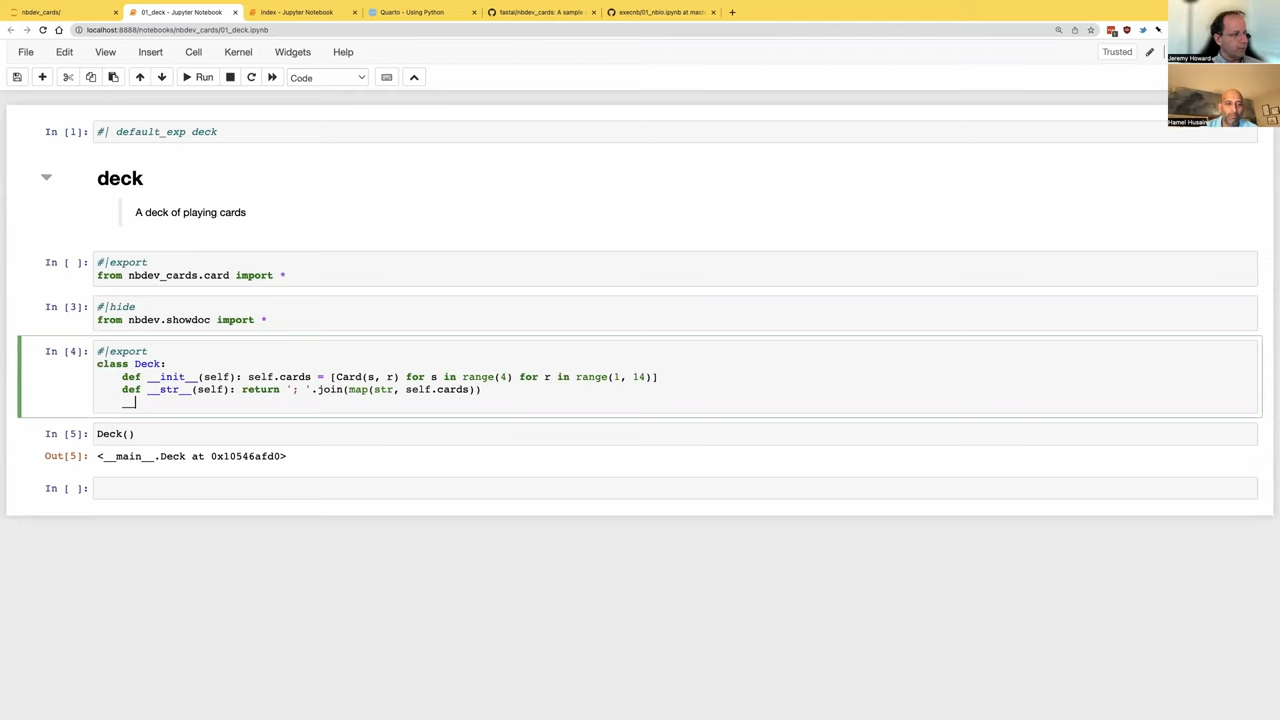 nbdev_cards/
01_deck - Jupyter Notebook
index - Jupyter Notebook
Quarto - Using Python
fastai/nbdev_cards: A sample
execnb/01_nbio.ipynb at mast
localhost:8888/notebooks/nbdev_cards/01_deck.ipynb
File Edit View Insert Cell Kernel Widgets Help
Trusted
Run
Code
In [1]:
#| default_exp deck
deck
A deck of playing cards
In [ ]:
#|export
from nbdev_cards.card import *
In [3]:
#|hide
from nbdev.showdoc import *
In [4]:
#|export
class Deck:
    def __init__(self): self.cards = [Card(s, r) for s in range(4) for r in range(1, 14)]
    def __str__(self): return '; '.join(map(str, self.cards))
    __
In [5]:
Deck()
Out[5]:
<__main__.Deck at 0x10546afd0>
In [ ]:
Jeremy Howard
Hamel Husain